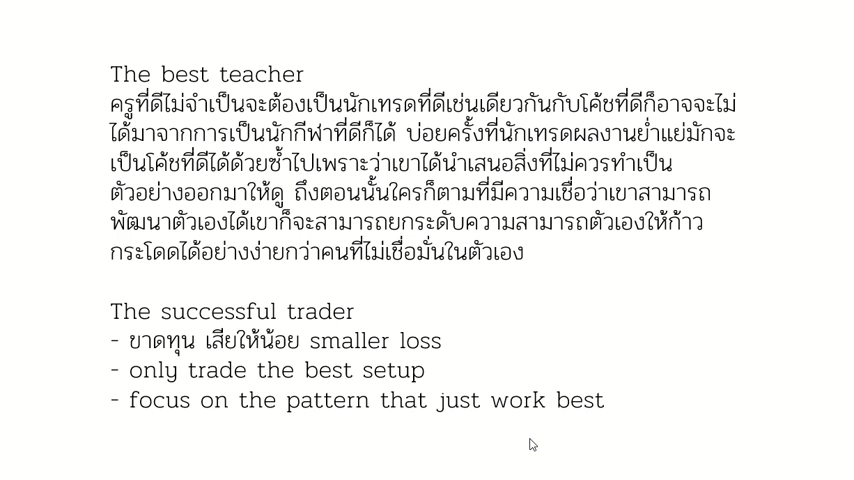 The best teacher
ครูที่ดีไม่จำเป็นจะต้องเป็นนักเทรดที่ดีเช่นเดียวกันกับโค้ชที่ดีก็อาจจะไม่
ได้มาจากการเป็นนักกีฬาที่ดีก็ได้ บ่อยครั้งที่นักเทรดผลงานย่ำแย่มักจะ
เป็นโค้ชที่ดีได้ด้วยซ้ำไปเพราะว่าเขาได้นำเสนอสิ่งที่ไม่ควรทำเป็น
ตัวอย่างออกมาให้ดู ถึงตอนนั้นใครก็ตามที่มีความเชื่อว่าเขาสามารถ
พัฒนาตัวเองได้เขาก็จะสามารถยกระดับความสามารถตัวเองให้ก้าว
กระโดดได้อย่างง่ายกว่าคนที่ไม่เชื่อมั่นในตัวเอง
The successful trader
- ขาดทุน เสียให้น้อย smaller loss
- only trade the best setup
- focus on the pattern that just work best